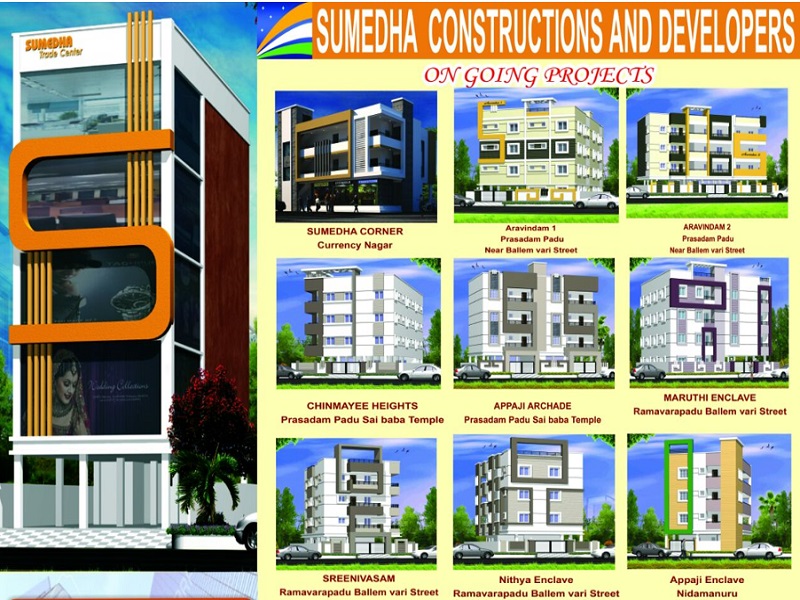 SUMEDHA
Trade Center
Wedding Collections
SUMEDHA CONSTRUCTIONS AND DEVELOPERS
ON GOING PROJECTS
SUMEDHA CORNER
Currency Nagar
Aravindam 1
Prasadam Padu
Near Ballem vari Street
ARAVINDAM 2
Prasadam Padu
Near Ballem vari Street
CHINMAYEE HEIGHTS
Prasadam Padu Sai baba Temple
APPAJI ARCHADE
Prasadam Padu Sai baba Temple
MARUTHI ENCLAVE
Ramavarapadu Ballem vari Street
SREENIVASAM
Ramavarapadu Ballem vari Street
Nithya Enclave
Ramavarapadu Ballem vari Street
Appaji Enclave
Nidamanuru